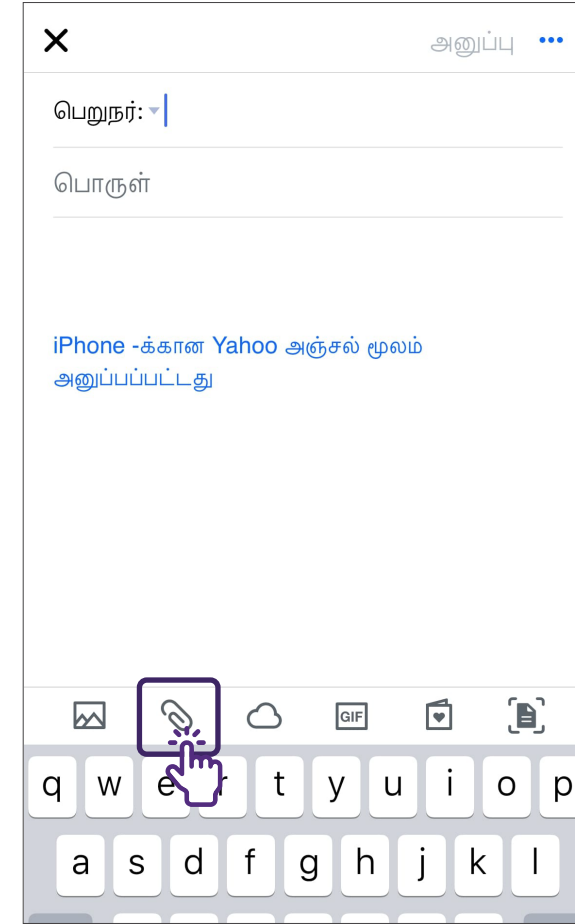 அனுப்பு
பெறுநர்:
பொருள்
iPhone -க்கான Yahoo அஞ்சல் மூலம்
அனுப்பப்பட்டது
GIF
q w e r t y u i o p
a s d f g h j k l